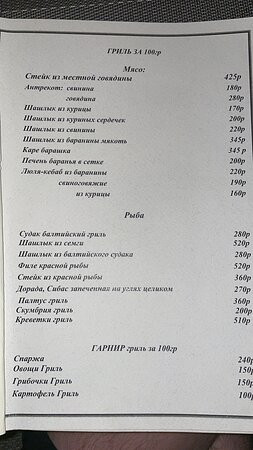 ГРИЛЬ ЗА 100гр
Мясо:
Стейк из местной говядины 425р
Антрекот: свинина 180р
говядина 280р
Шашлык из курицы 170р
Шашлык из куриных сердечек 200р
Шашлык из свинины 220р
Шашлык из баранины мякоть 345 р
Каре барашка 345 р
Печень баранья в сетке 200р
Люля-кебаб из баранины 220р
свиноговяжие 190р
из курицы 160р
Рыба
Судак балтийский гриль 280р
Шашлык из семги 520р
Шашлык из балтийского судака 280р
Филе красной рыбы 520р
Стейк из красной рыбы 360р
Дорада, Сибас запеченная на углях целиком 270р
Палтус гриль 360р
Скумбрия гриль 200р
Креветки гриль 510р
ГАРНИР гриль за 100гр
Спаржа 240р
Овощи Гриль 150р
Грибочки Гриль 150р
Картофель Гриль 100р